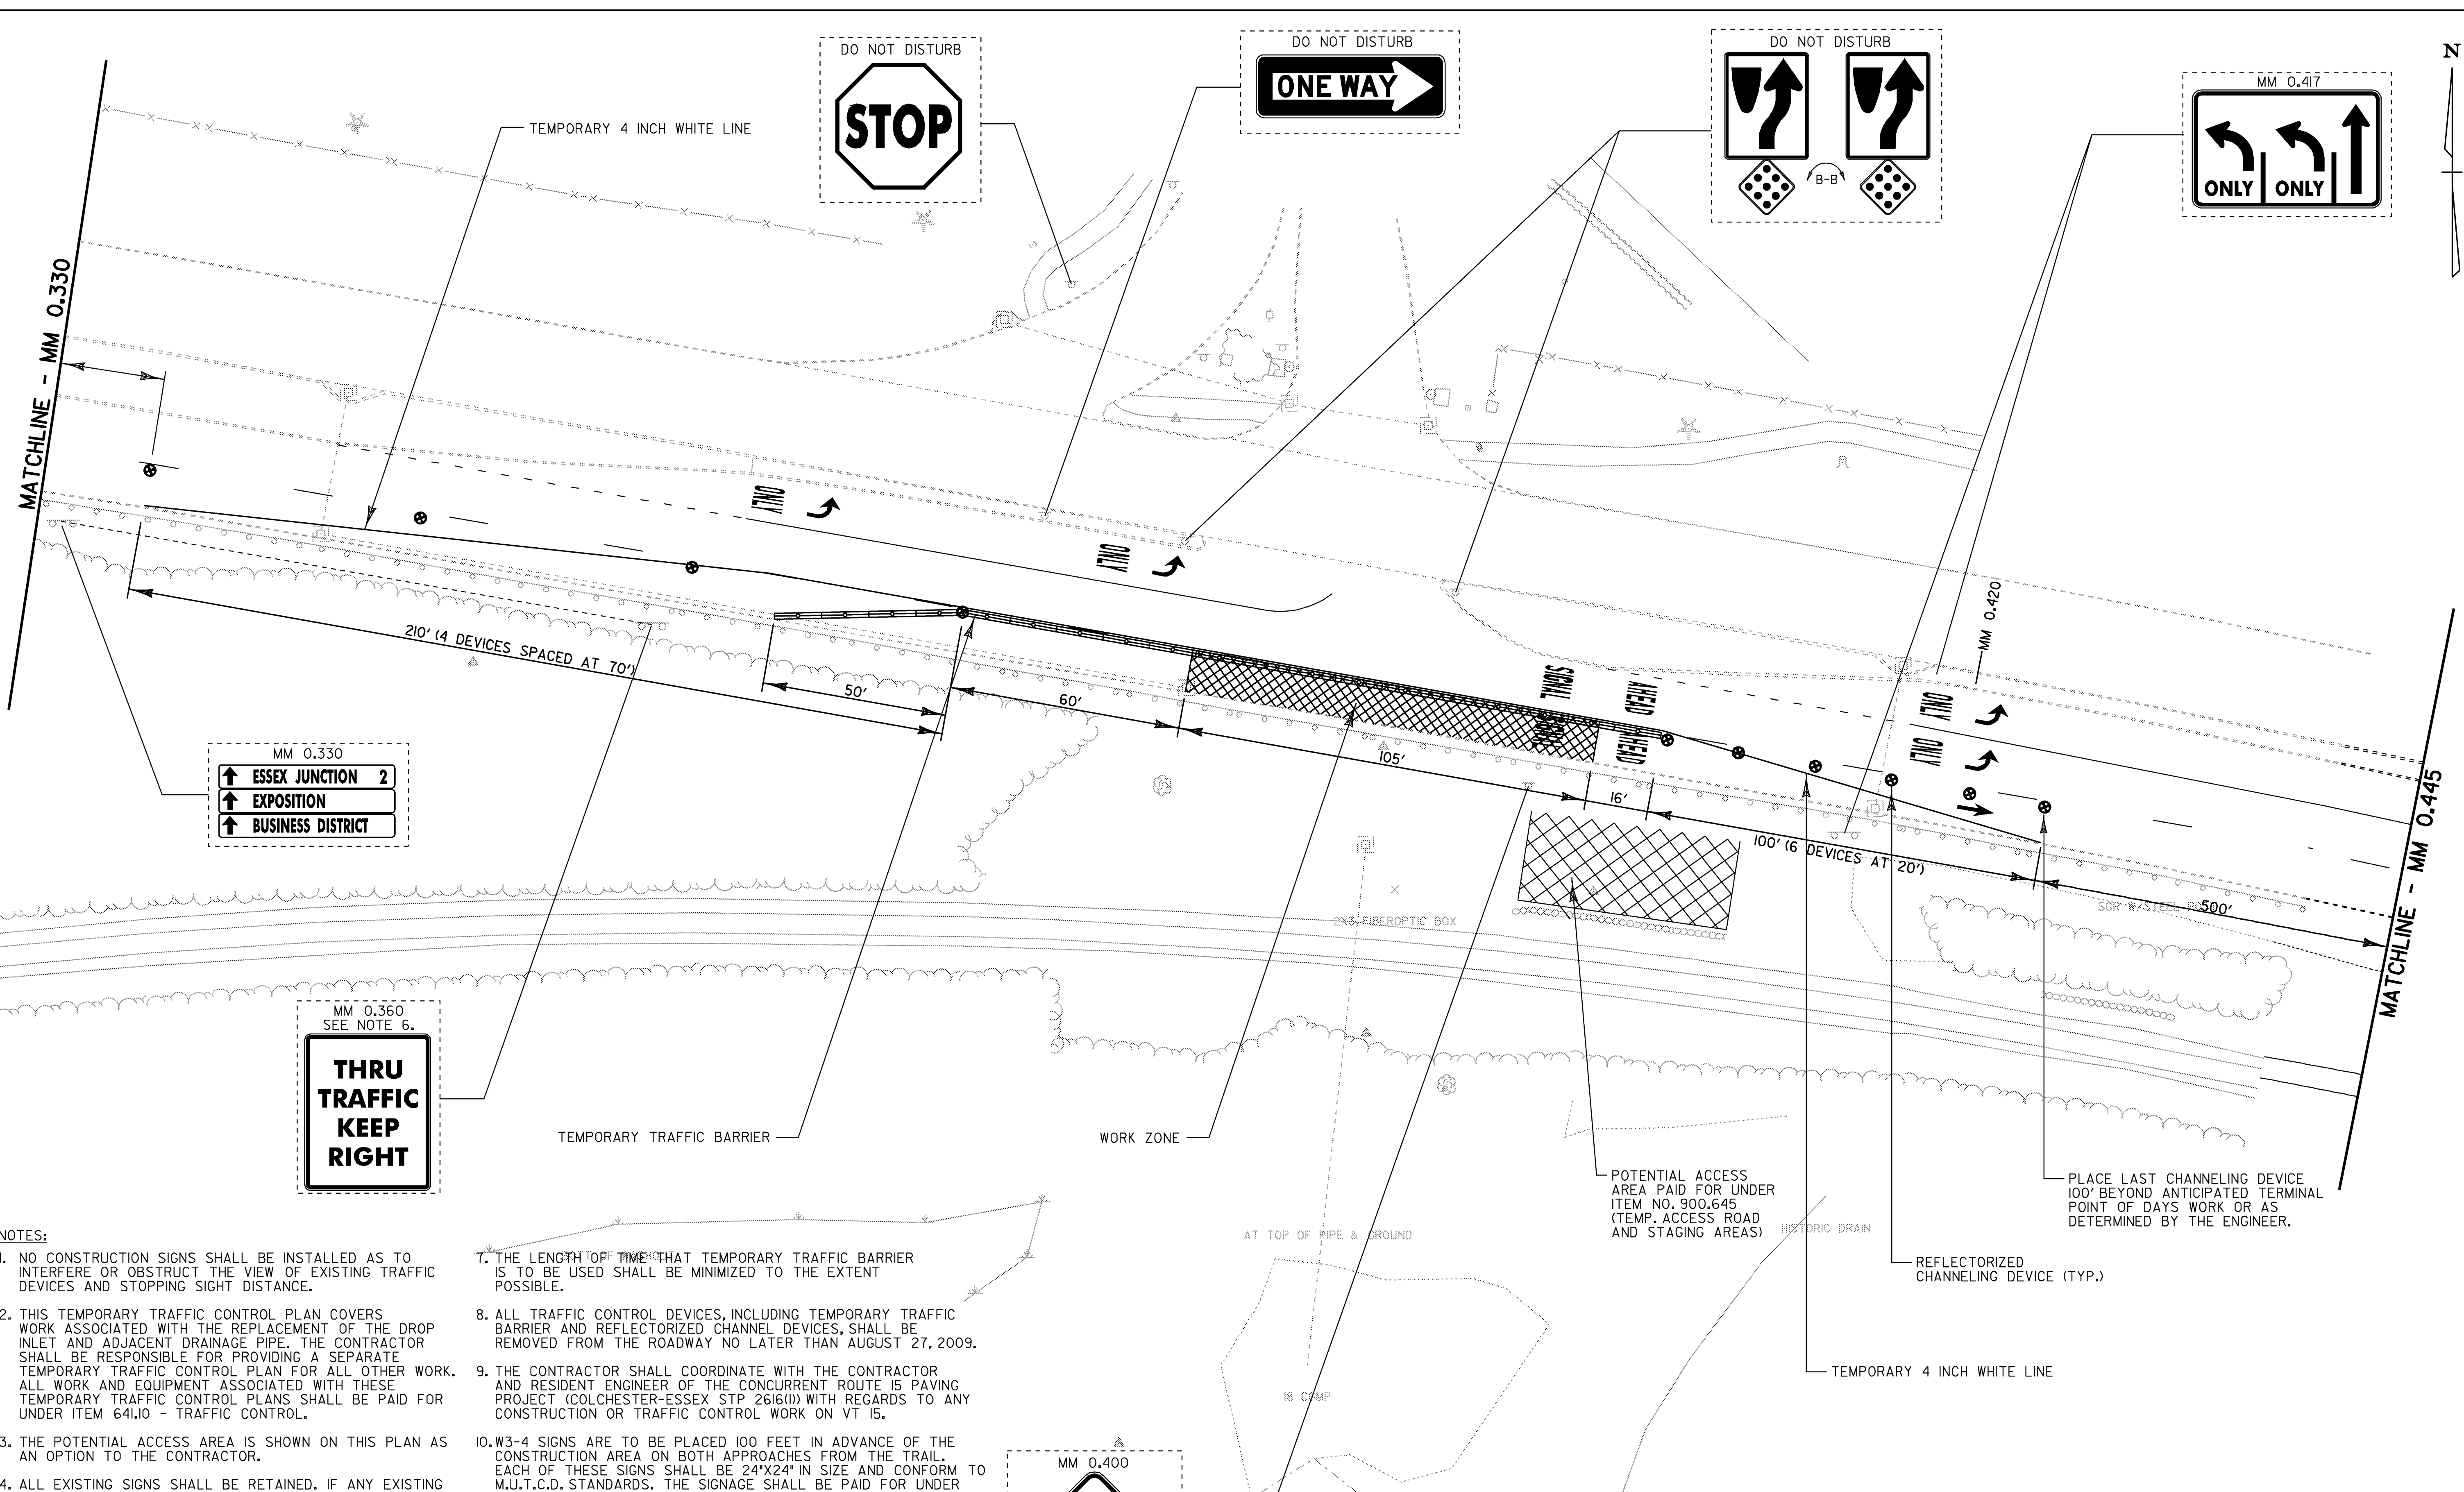 DO NOT DISTURB
STOP
DO NOT DISTURB
ONE WAY
DO NOT DISTURB
B-B
MM 0.417
ONLY ONLY
N
TEMPORARY 4 INCH WHITE LINE
MATCHLINE - MM 0.330
ONLY
ONLY
MM 0.420
SIGNAL
AHEAD
AHEAD
ONLY
ONLY
210' (4 DEVICES SPACED AT 70')
50'
60'
105'
16'
100' (6 DEVICES AT 20')
500'
MATCHLINE - MM 0.445
MM 0.330
ESSEX JUNCTION 2
EXPOSITION
BUSINESS DISTRICT
2X3 FIBEROPTIC BOX
SGR W/STEEL
MM 0.360
SEE NOTE 6.
THRU
TRAFFIC
KEEP
RIGHT
TEMPORARY TRAFFIC BARRIER
WORK ZONE
POTENTIAL ACCESS
AREA PAID FOR UNDER
ITEM NO. 900.645
(TEMP. ACCESS ROAD
AND STAGING AREAS)
PLACE LAST CHANNELING DEVICE
100' BEYOND ANTICIPATED TERMINAL
POINT OF DAYS WORK OR AS
DETERMINED BY THE ENGINEER.
HISTORIC DRAIN
AT TOP OF PIPE & GROUND
REFLECTORIZED
CHANNELING DEVICE (TYP.)
TEMPORARY 4 INCH WHITE LINE
18 COMP
NOTES:
1. NO CONSTRUCTION SIGNS SHALL BE INSTALLED AS TO
INTERFERE OR OBSTRUCT THE VIEW OF EXISTING TRAFFIC
DEVICES AND STOPPING SIGHT DISTANCE.
2. THIS TEMPORARY TRAFFIC CONTROL PLAN COVERS
WORK ASSOCIATED WITH THE REPLACEMENT OF THE DROP
INLET AND ADJACENT DRAINAGE PIPE. THE CONTRACTOR
SHALL BE RESPONSIBLE FOR PROVIDING A SEPARATE
TEMPORARY TRAFFIC CONTROL PLAN FOR ALL OTHER WORK.
ALL WORK AND EQUIPMENT ASSOCIATED WITH THESE
TEMPORARY TRAFFIC CONTROL PLANS SHALL BE PAID FOR
UNDER ITEM 641.10 - TRAFFIC CONTROL.
3. THE POTENTIAL ACCESS AREA IS SHOWN ON THIS PLAN AS
AN OPTION TO THE CONTRACTOR.
4. ALL EXISTING SIGNS SHALL BE RETAINED. IF ANY EXISTING
7. THE LENGTH OF TIME THAT TEMPORARY TRAFFIC BARRIER
IS TO BE USED SHALL BE MINIMIZED TO THE EXTENT
POSSIBLE.
8. ALL TRAFFIC CONTROL DEVICES, INCLUDING TEMPORARY TRAFFIC
BARRIER AND REFLECTORIZED CHANNEL DEVICES, SHALL BE
REMOVED FROM THE ROADWAY NO LATER THAN AUGUST 27, 2009.
9. THE CONTRACTOR SHALL COORDINATE WITH THE CONTRACTOR
AND RESIDENT ENGINEER OF THE CONCURRENT ROUTE 15 PAVING
PROJECT (COLCHESTER-ESSEX STP 2616(1)) WITH REGARDS TO ANY
CONSTRUCTION OR TRAFFIC CONTROL WORK ON VT 15.
10. W3-4 SIGNS ARE TO BE PLACED 100 FEET IN ADVANCE OF THE
CONSTRUCTION AREA ON BOTH APPROACHES FROM THE TRAIL.
EACH OF THESE SIGNS SHALL BE 24"X24" IN SIZE AND CONFORM TO
M.U.T.C.D. STANDARDS. THE SIGNAGE SHALL BE PAID FOR UNDER
MM 0.400